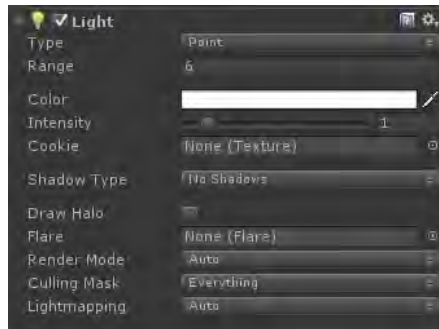 Light
Type Point
Range 6
Color
Intensity 1
Cookie None (Texture)
Shadow Type No Shadows
Draw Halo
Flare None (Flare)
Render Mode Auto
Culling Mask Everything
Lightmapping Auto